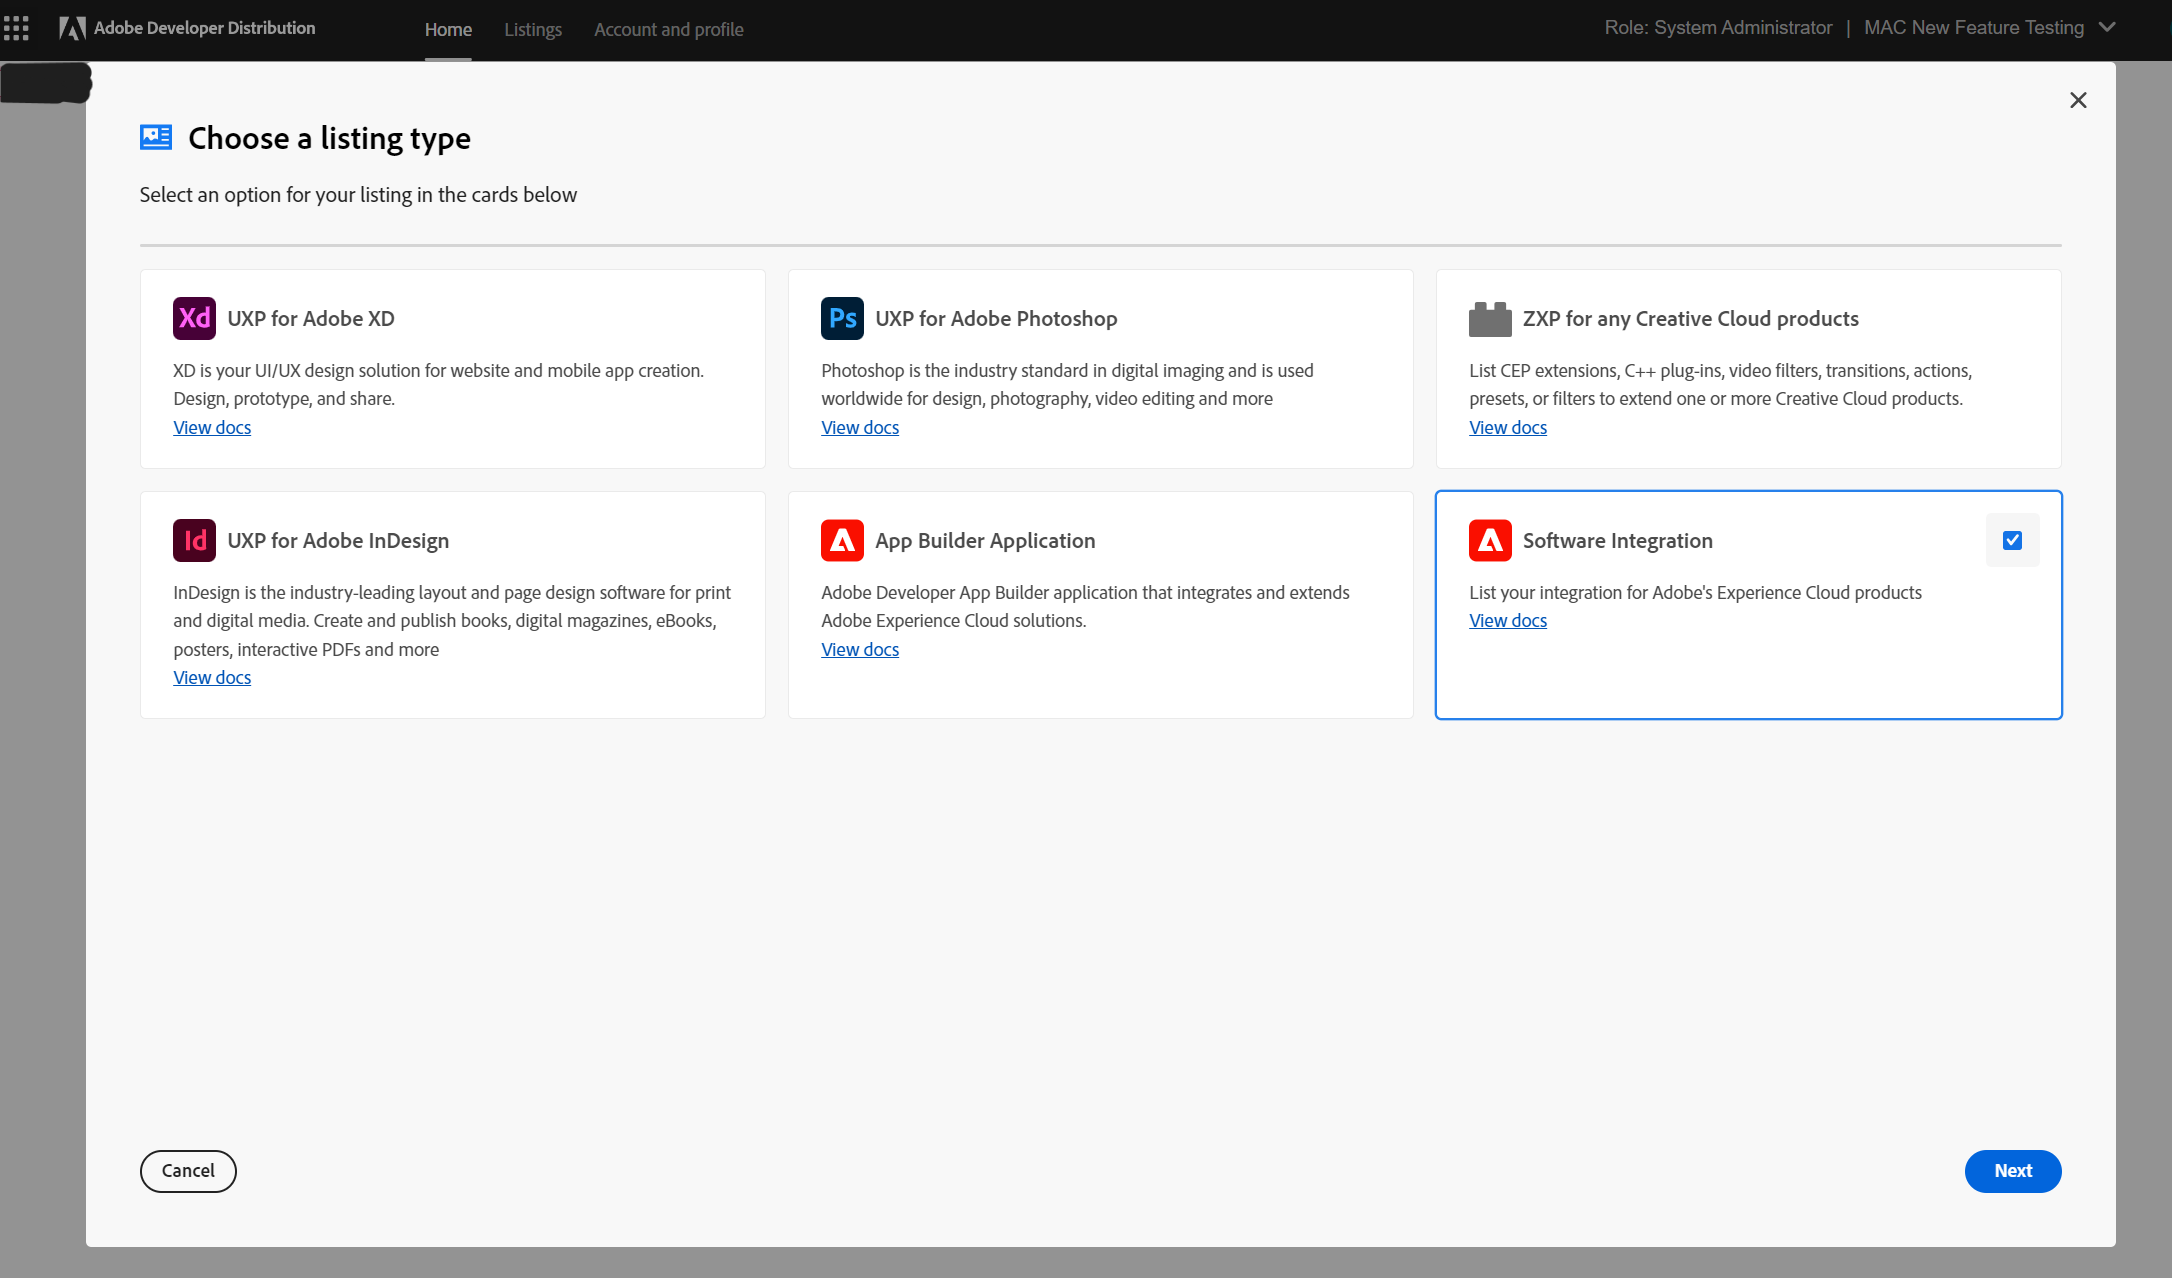 Adobe Developer Distribution
Home
Listings
Account and profile
Role: System Administrator | MAC New Feature Testing
Choose a listing type
Select an option for your listing in the cards below
Xd
UXP for Adobe XD
XD is your UI/UX design solution for website and mobile app creation.
Design, prototype, and share.
View docs
Ps
UXP for Adobe Photoshop
Photoshop is the industry standard in digital imaging and is used
worldwide for design, photography, video editing and more
View docs
ZXP for any Creative Cloud products
List CEP extensions, C++ plug-ins, video filters, transitions, actions,
presets, or filters to extend one or more Creative Cloud products.
View docs
Id
UXP for Adobe InDesign
InDesign is the industry-leading layout and page design software for print
and digital media. Create and publish books, digital magazines, eBooks,
posters, interactive PDFs and more
View docs
App Builder Application
Adobe Developer App Builder application that integrates and extends
Adobe Experience Cloud solutions.
View docs
Software Integration
List your integration for Adobe's Experience Cloud products
View docs
Cancel
Next